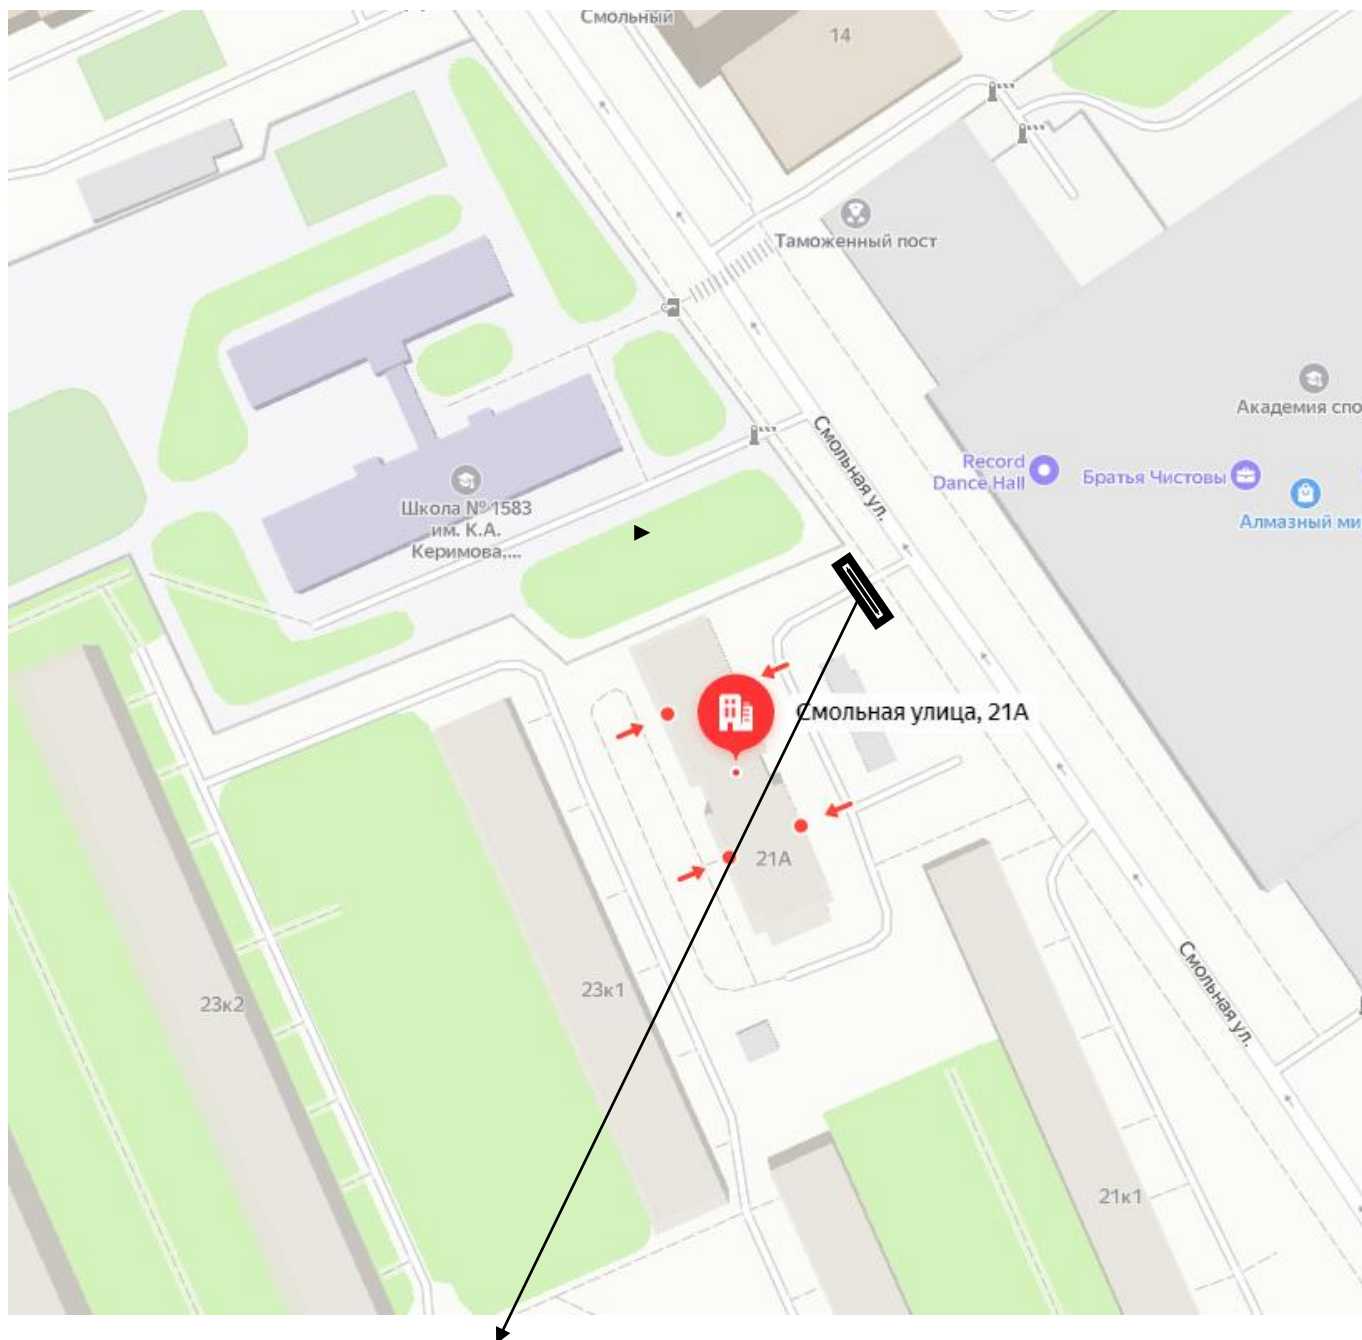 Смольный
14
Таможенный пост
Академия спо
Смольная ул.
Record
Dance Hall
Братья Чистовы
Алмазный ми
Школа № 1583
им. К.А.
Керимова,...
Смольная улица, 21А
21А
23к2
23к1
Смольная ул.
21к1